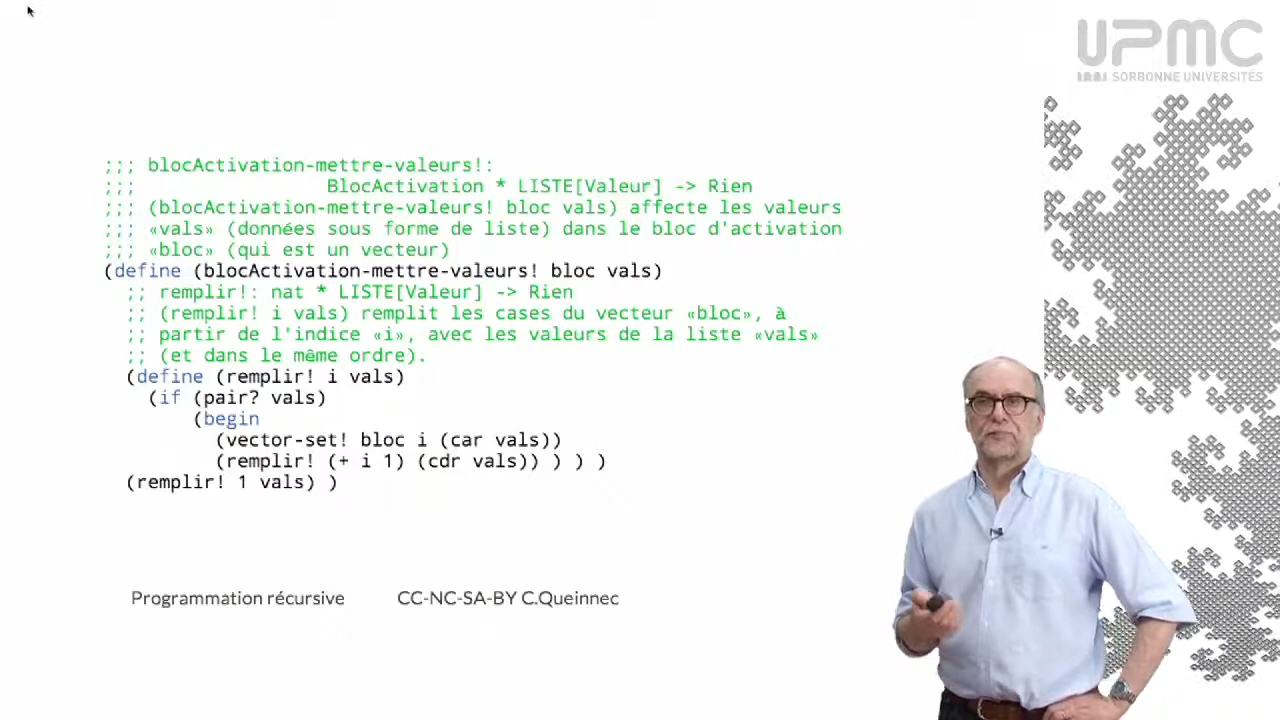 UPMC
SORBONNE UNIVERSITÉS
;;; blocActivation-mettre-valeurs!:
;;; BlocActivation * LISTE[Valeur] -> Rien
;;; (blocActivation-mettre-valeurs! bloc vals) affecte les valeurs
;;; «vals» (données sous forme de liste) dans le bloc d'activation
;;; «bloc» (qui est un vecteur)
(define (blocActivation-mettre-valeurs! bloc vals)
;; remplir!: nat * LISTE[Valeur] -> Rien
;; (remplir! i vals) remplit les cases du vecteur «bloc», à
;; partir de l'indice «i», avec les valeurs de la liste «vals»
;; (et dans le même ordre).
(define (remplir! i vals)
(if (pair? vals)
(begin
(vector-set! bloc i (car vals))
(remplir! (+ i 1) (cdr vals)) ) ) )
(remplir! 1 vals) )
Programmation récursive CC-NC-SA-BY C.Queinnec